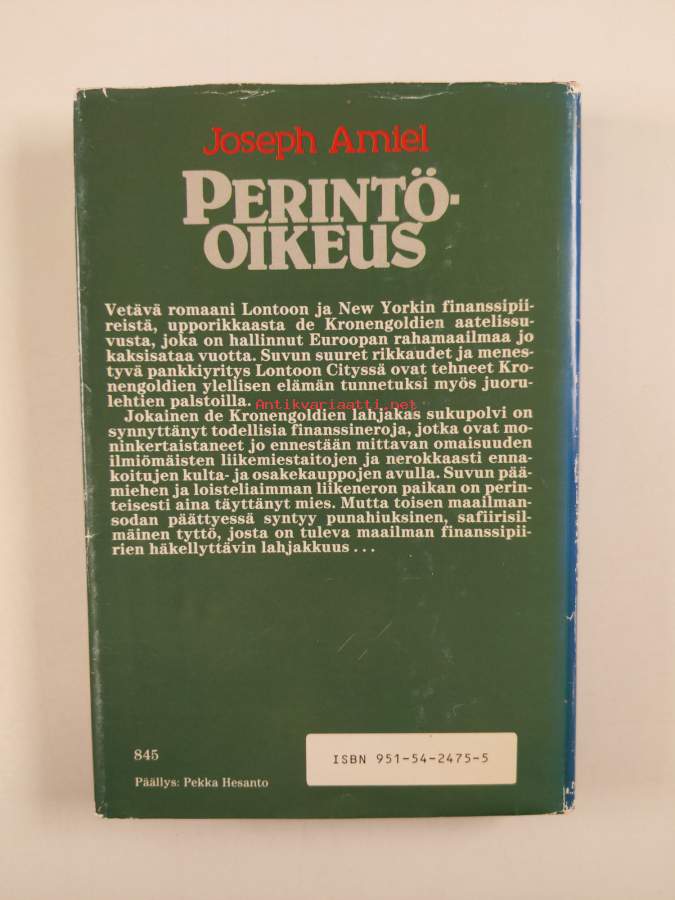 Joseph Amiel
PERINTÖ-
OIKEUS
Vetävä romaani Lontoon ja New Yorkin finanssipii-
reistä, upporikkaasta de Kronengoldien aatelissu-
vusta, joka on hallinnut Euroopan rahamaailmaa jo
kaksisataa vuotta. Suvun suuret rikkaudet ja menes-
tyvä pankkiyritys Lontoon Cityssä ovat tehneet Kro-
nengoldien ylellisen elämän tunnetuksi myös juoru-
lehtien palstoilla.
Antikvariaatti.net
Jokainen de Kronengoldien lahjakas sukupolvi on
synnyttänyt todellisia finanssineroja, jotka ovat mo-
ninkertaistaneet jo ennestään mittavan omaisuuden
ilmiömäisten liikemiestaitojen ja nerokkaasti enna-
koitujen kulta- ja osakekauppojen avulla. Suvun pää-
miehen ja loisteliaimman liikeneron paikan on perin-
teisesti aina täyttänyt mies. Mutta toisen maailman-
sodan päättyessä syntyy punahiuksinen, safiirisil-
mäinen tyttö, josta on tuleva maailman finanssipii-
rien häkellyttävin lahjakkuus ...
845
ISBN 951-54-2475-5
Päällys: Pekka Hesanto